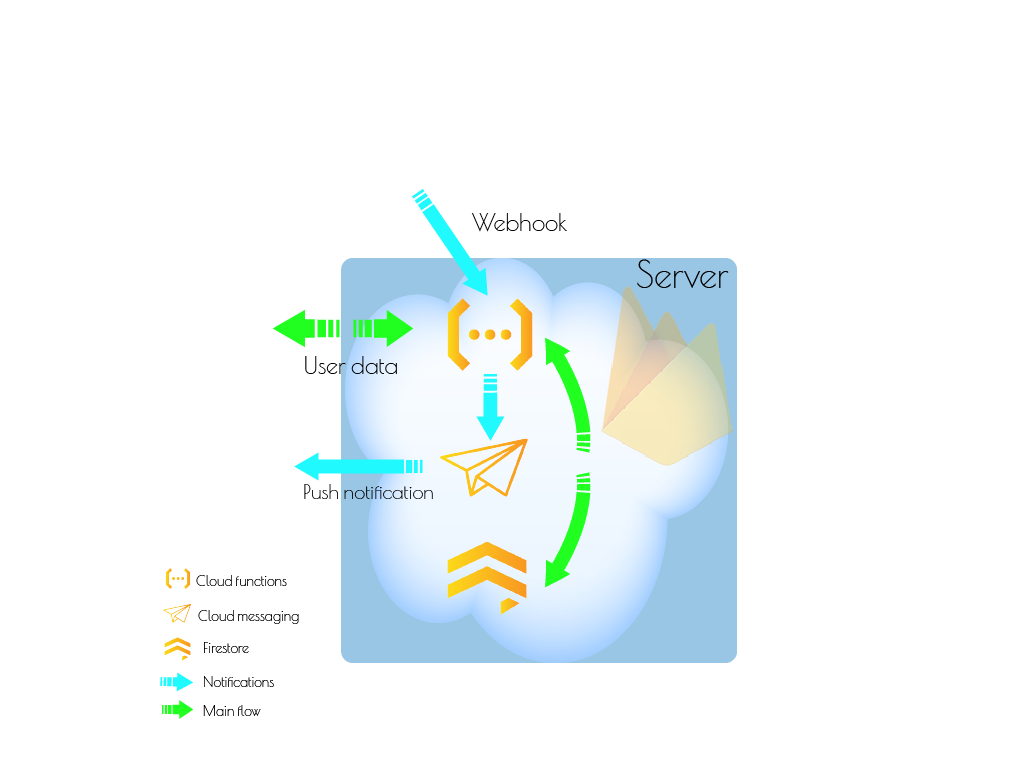 Webhook
Server
User data
Push notification
Cloud functions
Cloud messaging
Firestore
Notifications
Main flow